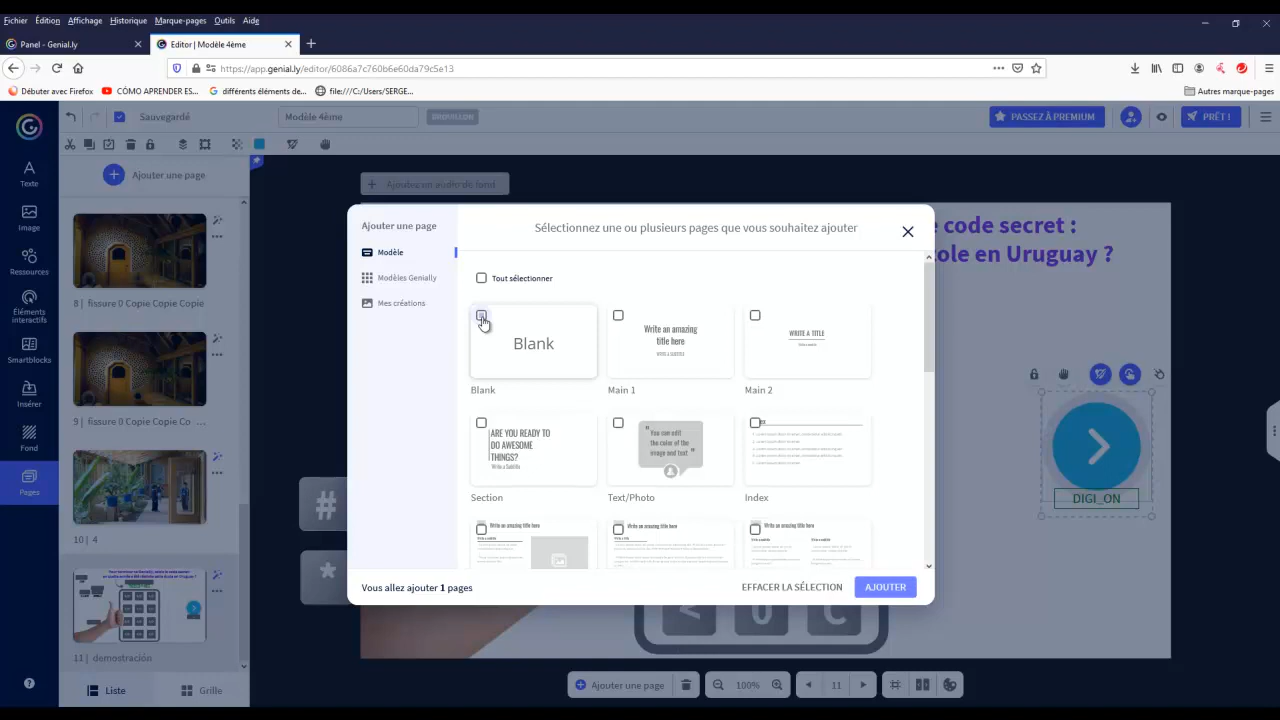 Fichier Édition Affichage Historique Marque-pages Outils Aide
Panel - Genial.ly
Editor | Modèle 4ème
https://app.genial.ly/editor/6086a7c760b6e60da79c5e13
Débuter avec Firefox
CÓMO APRENDER ES...
différents éléments de...
file:///C:/Users/SERGE...
Autres marque-pages
Sauvegardé
Modèle 4ème
BROUILLON
PASSEZ À PREMIUM
PRÊT !
Texte
Image
Ressources
Éléments
interactifs
Smartblocks
Insérer
Fond
Pages
Ajouter une page
8 | fissure 0 Copie Copie Copie
9 | fissure 0 Copie Copie Co ...
10 | 4
11 | demostración
Liste
Grille
Ajoutez un audio de fond
e code secret :
cole en Uruguay ?
DIGI_ON
#
*
<
0
C
Ajouter une page
Sélectionnez une ou plusieurs pages que vous souhaitez ajouter
Modèle
Modèles Genially
Mes créations
Tout sélectionner
Blank
Blank
Write an amazing
title here
WRITE A SUBTITLE
Main 1
WRITE A TITLE
Main 2
ARE YOU READY TO
DO AWESOME
THINGS?
Write a Subtitle
Section
" You can edit
the color of the
image and text "
Text/Photo
Index
Write an amazing title here
Write an amazing title here
Write an amazing title here
Vous allez ajouter 1 pages
EFFACER LA SÉLECTION
AJOUTER
Ajouter une page
100%
11